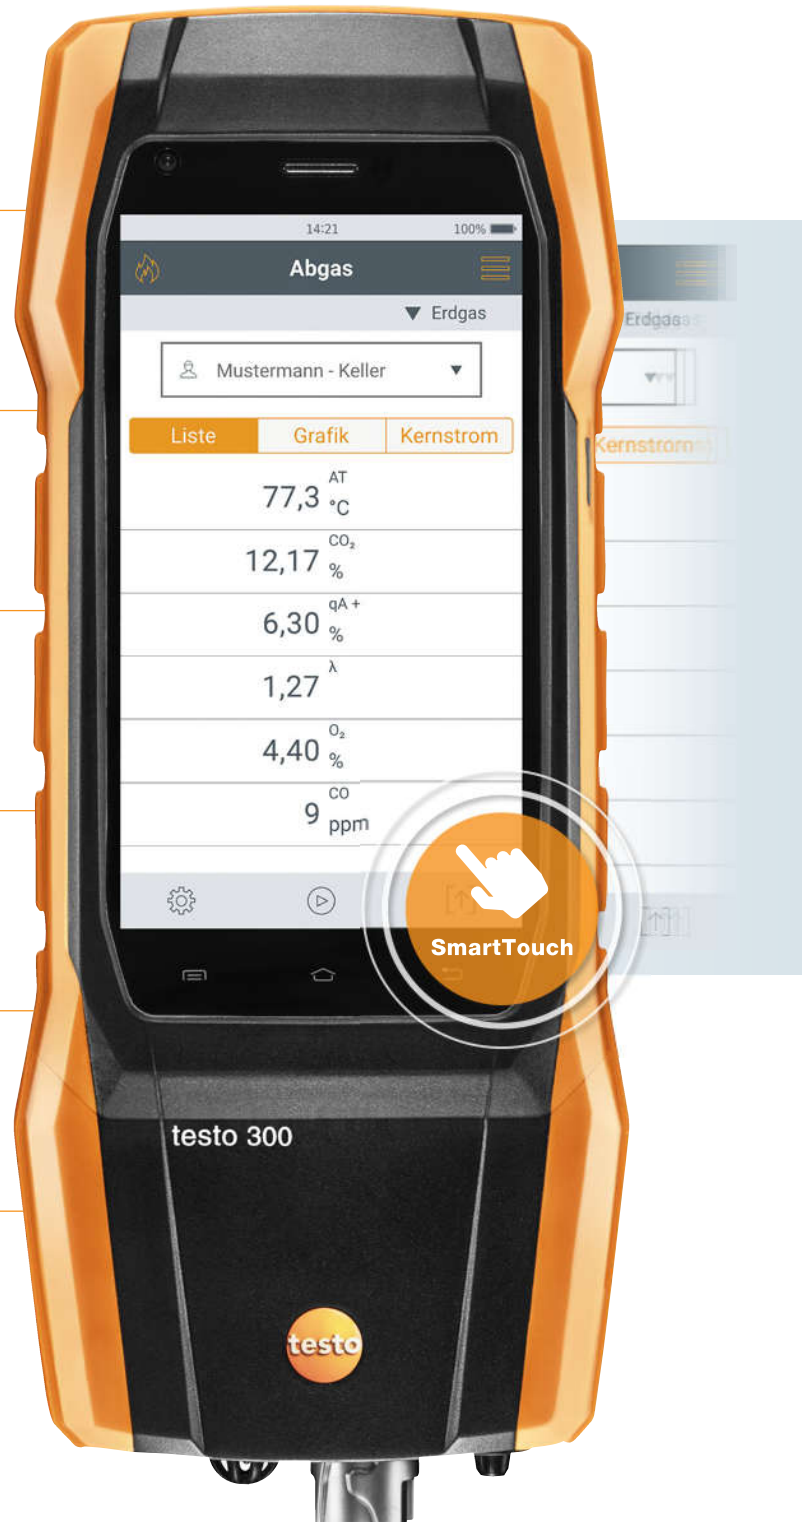 14:21 100%
Abgas
Erdgas
Erdgas
Mustermann - Keller
Liste Grafik Kernstrom
Kernstrom
77,3 AT °C
12,17 CO₂ %
6,30 qA + %
1,27 λ
4,40 O₂ %
9 CO ppm
SmartTouch
testo 300
testo